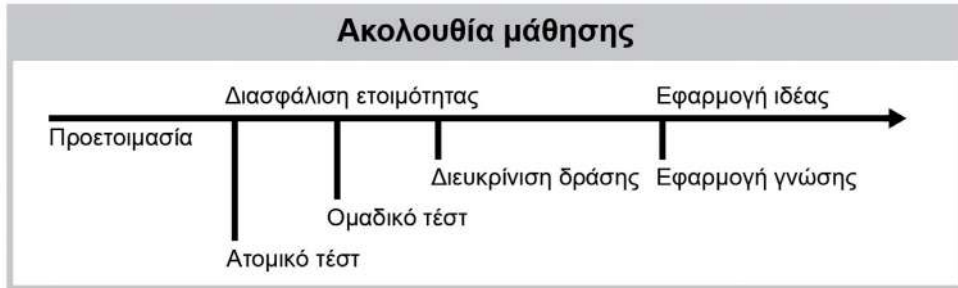 Ακολουθία μάθησης
Διασφάλιση ετοιμότητας
Εφαρμογή ιδέας
Προετοιμασία
Διευκρίνιση δράσης
Εφαρμογή γνώσης
Ομαδικό τέστ
Ατομικό τέστ